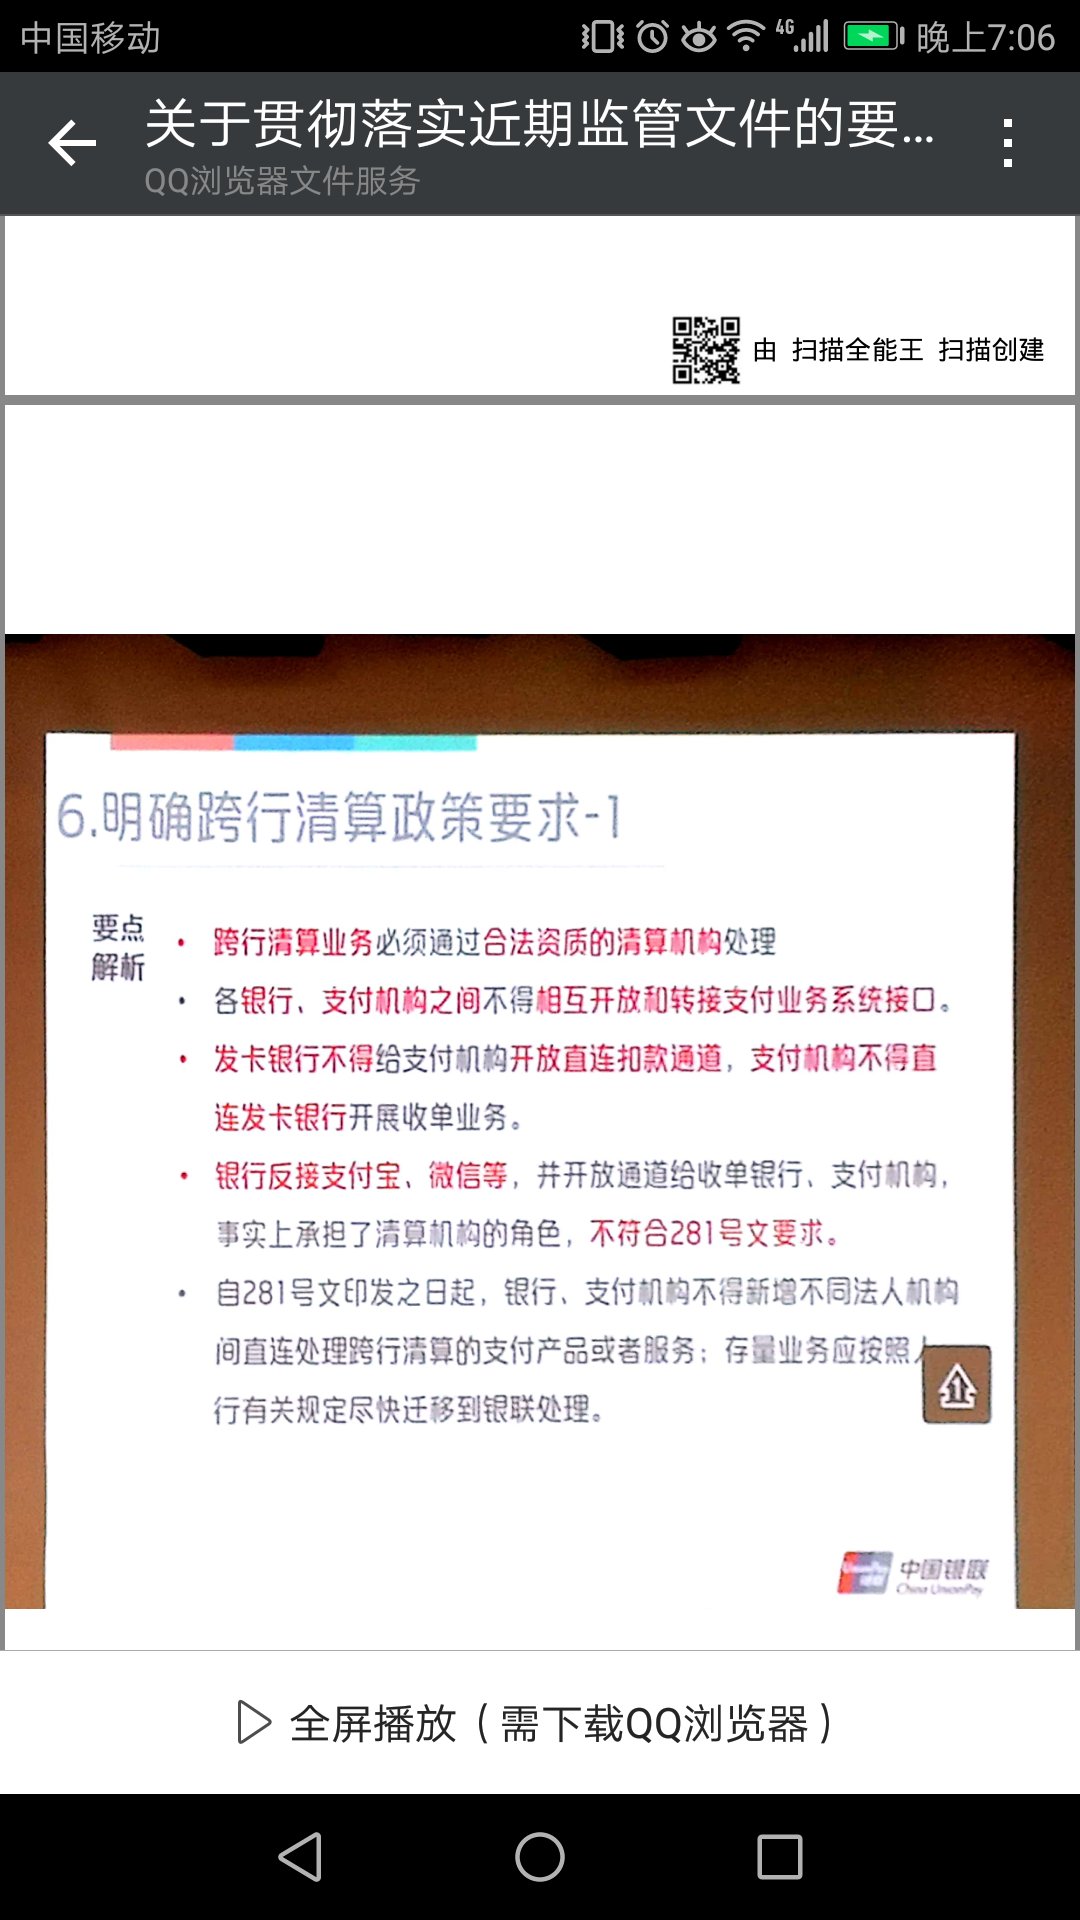 中国移动
4G
晚上7:06
关于贯彻落实近期监管文件的要...
QQ浏览器文件服务
由 扫描全能王 扫描创建
6.明确跨行清算政策要求-1
要点
解析
• 跨行清算业务必须通过合法资质的清算机构处理
• 各银行、支付机构之间不得相互开放和转接支付业务系统接口。
• 发卡银行不得给支付机构开放直连扣款通道，支付机构不得直
连发卡银行开展收单业务。
• 银行反接支付宝、微信等，并开放通道给收单银行、支付机构，
事实上承担了清算机构的角色，不符合281号文要求。
• 自281号文印发之日起，银行、支付机构不得新增不同法人机构
间直连处理跨行清算的支付产品或者服务；存量业务应按照人
行有关规定尽快迁移到银联处理。
1
UnionPay
银联
中国银联
China UnionPay
全屏播放（需下载QQ浏览器）